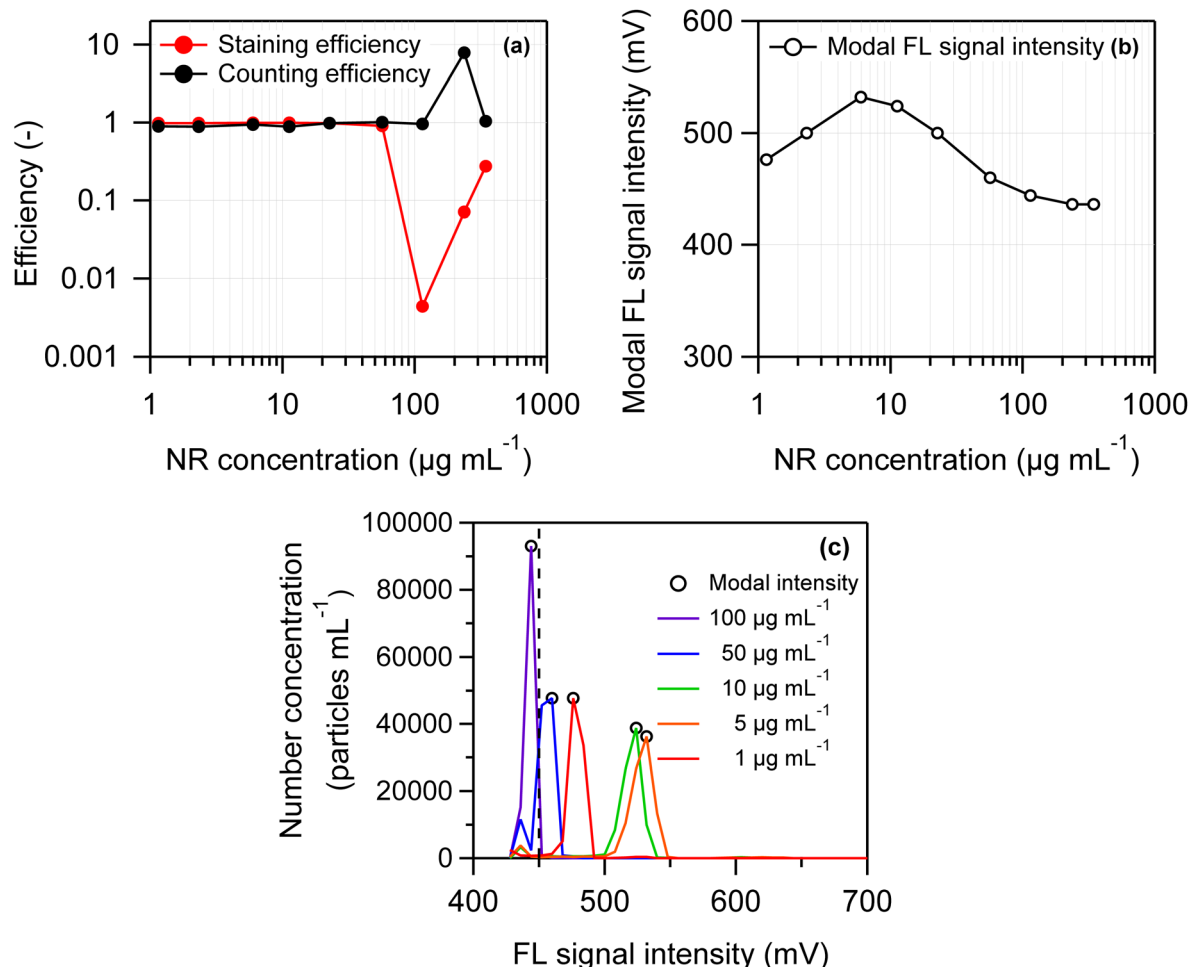 10
1
0.1
0.01
0.001
Efficiency (-)
Staining efficiency
Counting efficiency
(a)
1
10
100
1000
NR concentration (µg mL⁻¹)
600
500
400
300
Modal FL signal intensity (mV)
Modal FL signal intensity (b)
1
10
100
1000
NR concentration (µg mL⁻¹)
100000
80000
60000
40000
20000
0
Number concentration
(particles mL⁻¹)
(c)
Modal intensity
100 µg mL⁻¹
50 µg mL⁻¹
10 µg mL⁻¹
5 µg mL⁻¹
1 µg mL⁻¹
400
500
600
700
FL signal intensity (mV)